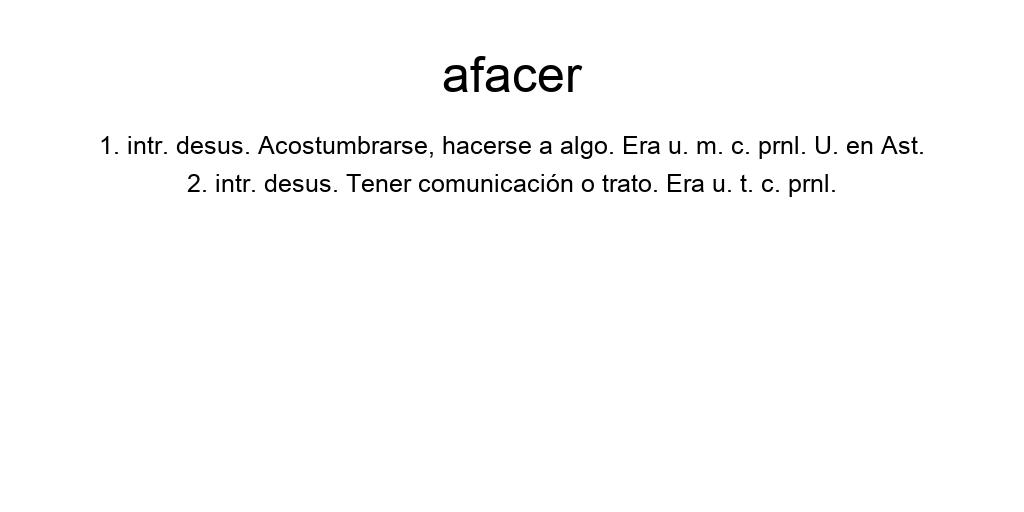 afacer
1. intr. desus. Acostumbrarse, hacerse a algo. Era u. m. c. prnl. U. en Ast.
2. intr. desus. Tener comunicación o trato. Era u. t. c. prnl.